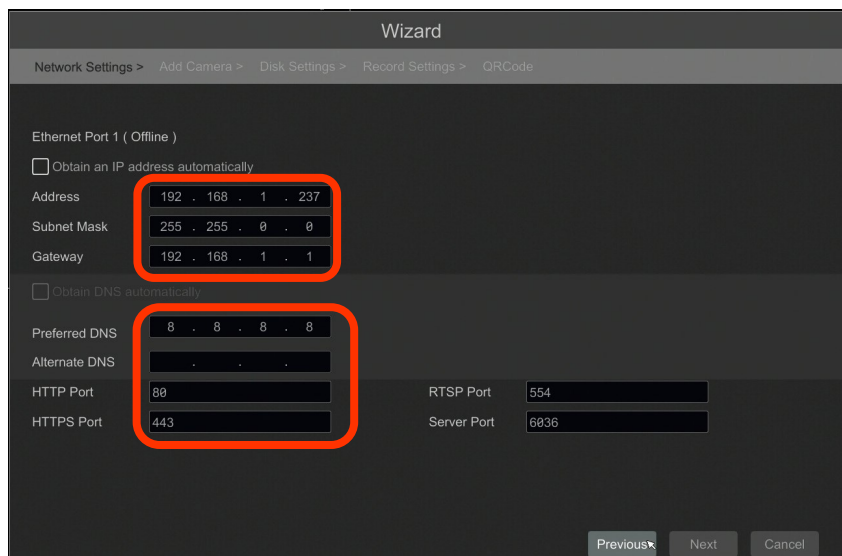 Wizard
Network Settings > Add Camera > Disk Settings > Record Settings > QRCode
Ethernet Port 1 ( Offline )
Obtain an IP address automatically
Address 192 . 168 . 1 . 237
Subnet Mask 255 . 255 . 0 . 0
Gateway 192 . 168 . 1 . 1
Obtain DNS automatically
Preferred DNS 8 . 8 . 8 . 8
Alternate DNS . . .
HTTP Port 80 RTSP Port 554
HTTPS Port 443 Server Port 6036
Previous Next Cancel